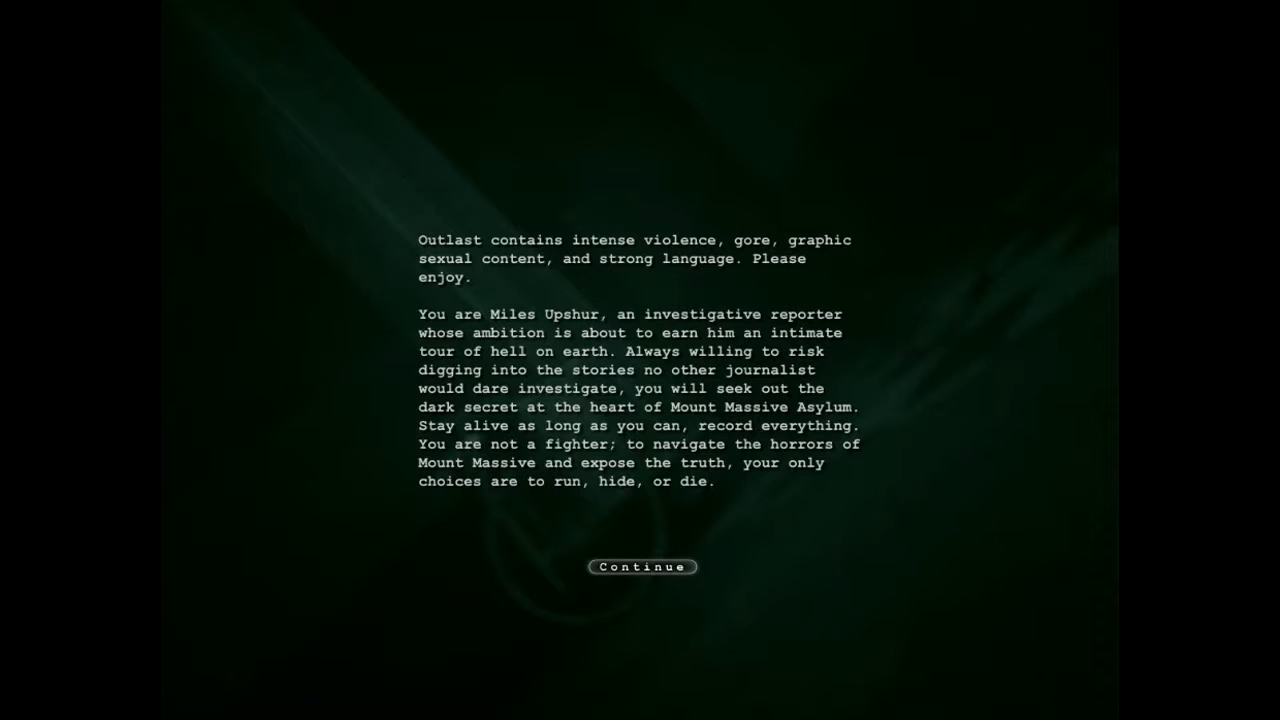 Outlast contains intense violence, gore, graphic
sexual content, and strong language. Please
enjoy.
You are Miles Upshur, an investigative reporter
whose ambition is about to earn him an intimate
tour of hell on earth. Always willing to risk
digging into the stories no other journalist
would dare investigate, you will seek out the
dark secret at the heart of Mount Massive Asylum.
Stay alive as long as you can, record everything.
You are not a fighter; to navigate the horrors of
Mount Massive and expose the truth, your only
choices are to run, hide, or die.
Continue